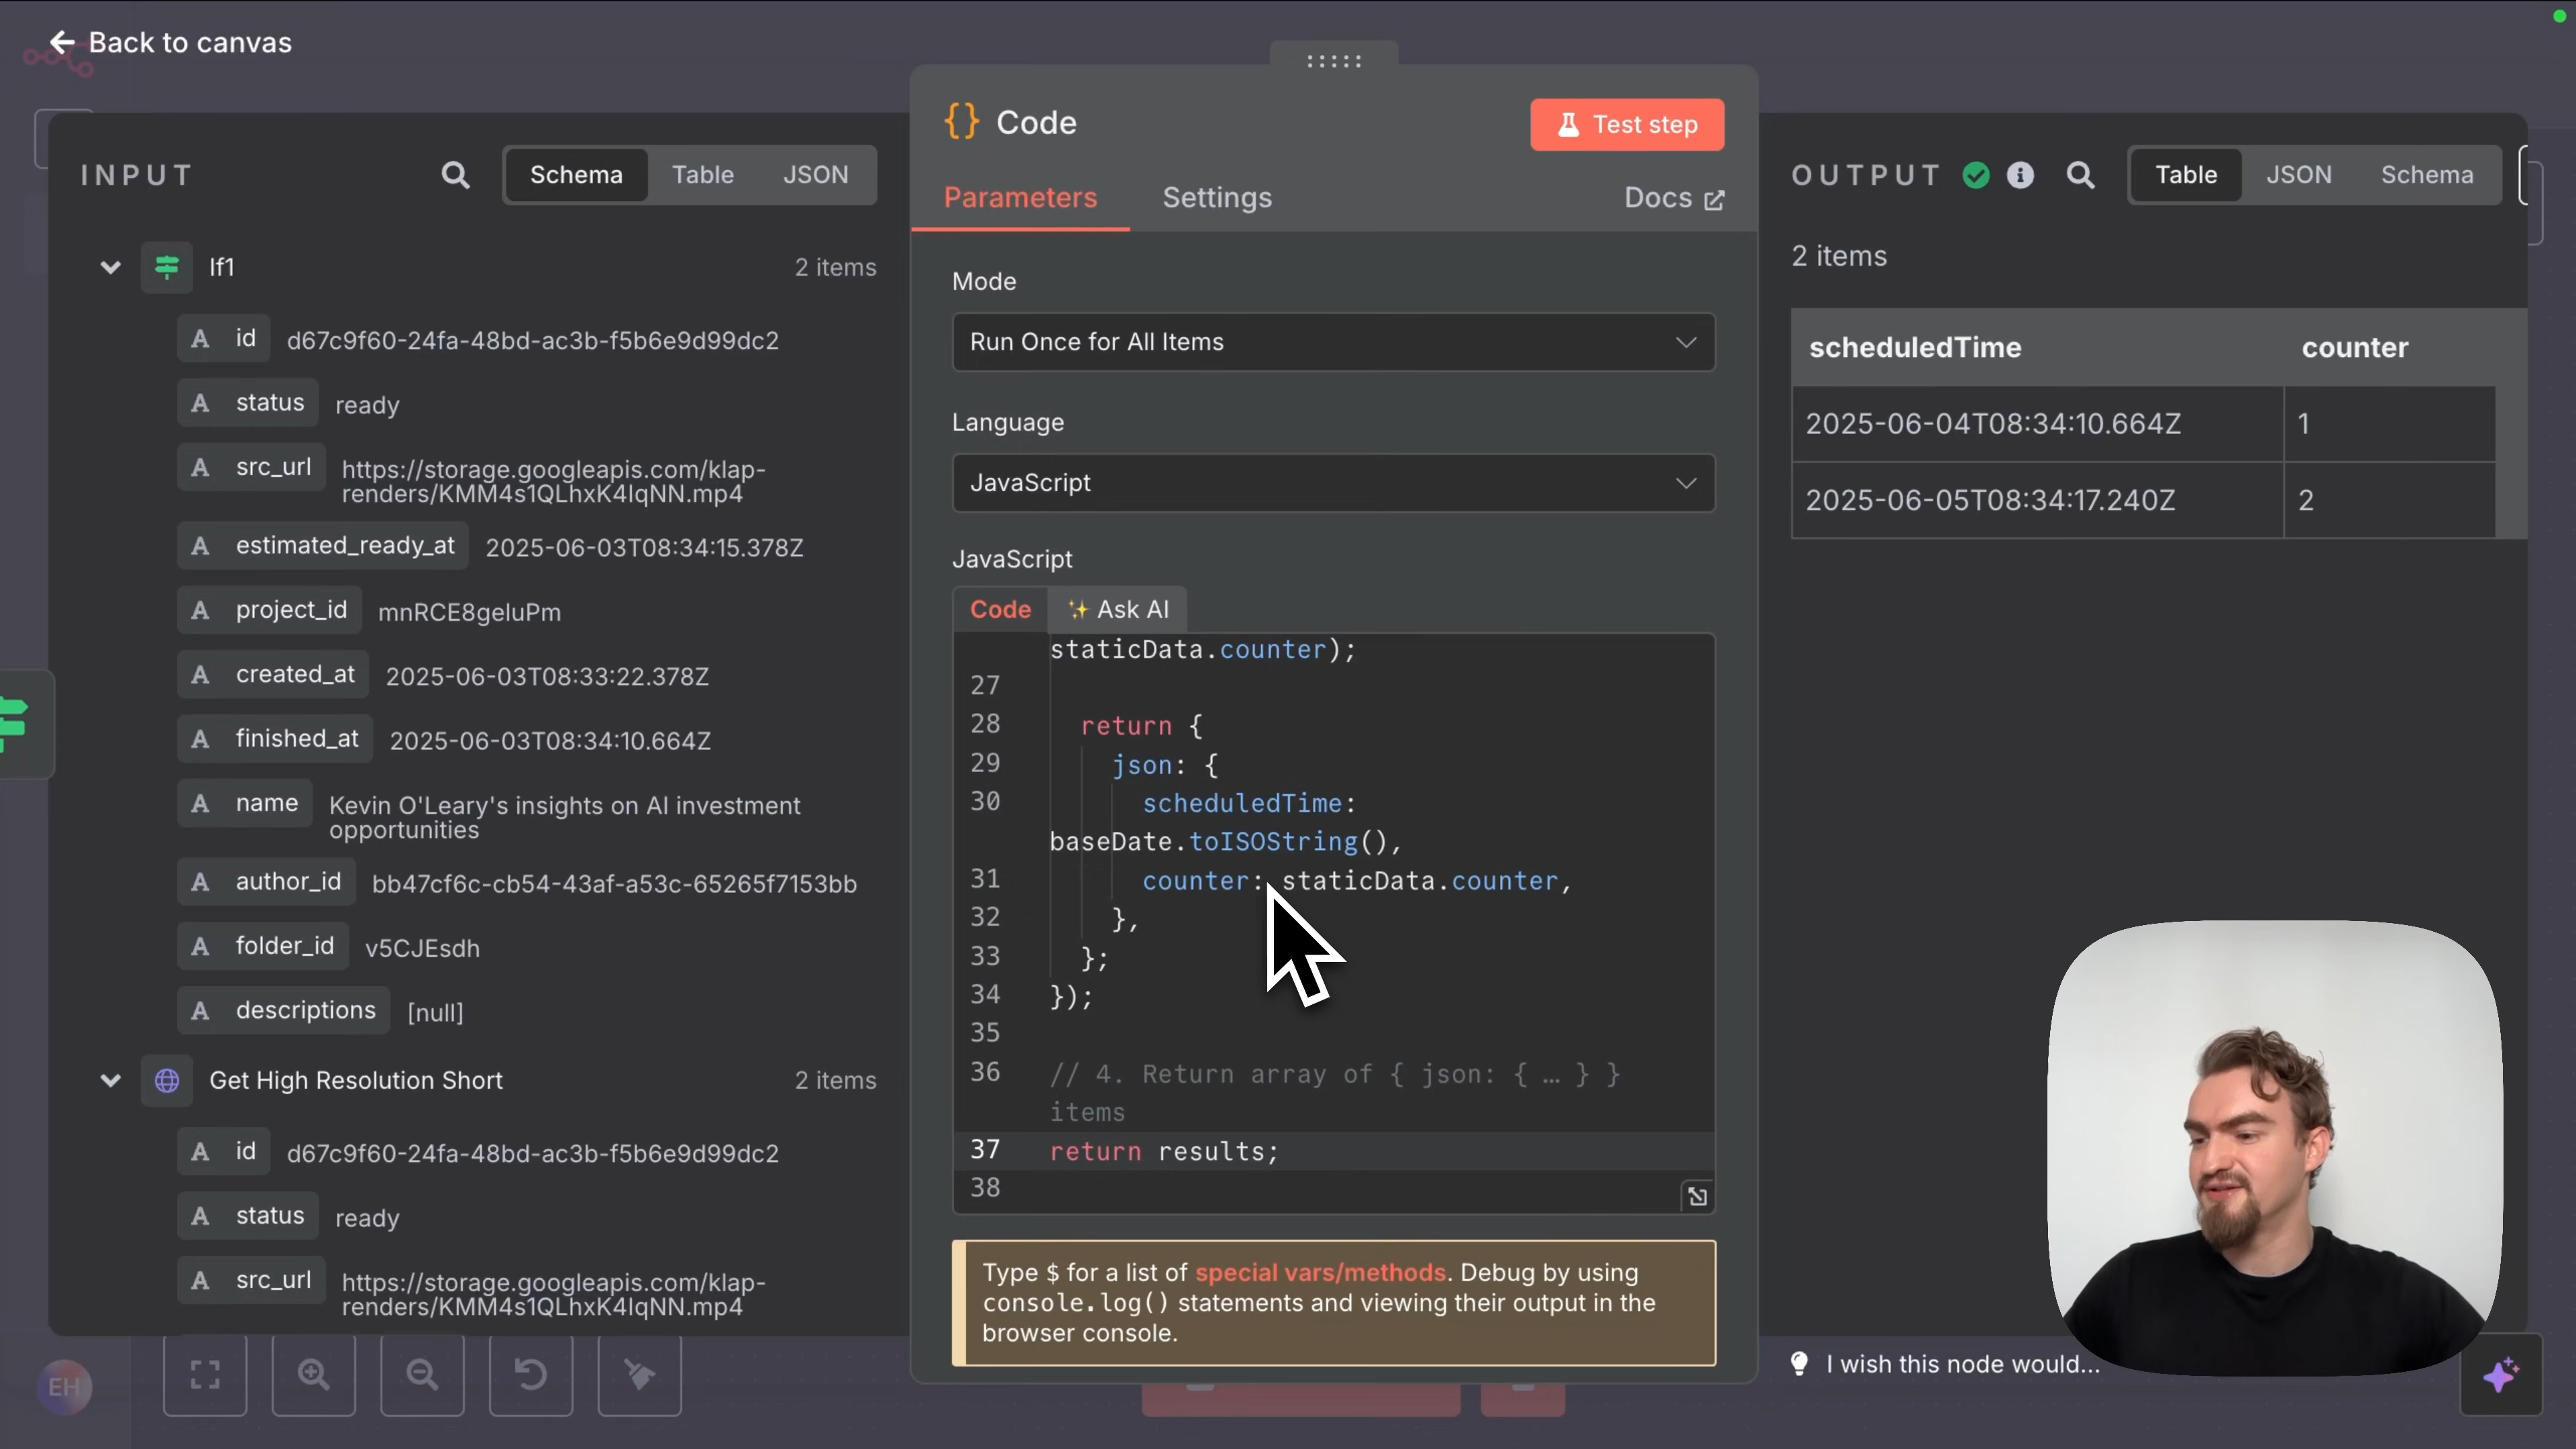 Back to canvas
INPUT
Schema Table JSON
If1 2 items
id d67c9f60-24fa-48bd-ac3b-f5b6e9d99dc2
status ready
src_url https://storage.googleapis.com/klap-
renders/KMM4s1QLhxK4IqNN.mp4
estimated_ready_at 2025-06-03T08:34:15.378Z
project_id mnRCE8geluPm
created_at 2025-06-03T08:33:22.378Z
finished_at 2025-06-03T08:34:10.664Z
name Kevin O'Leary's insights on AI investment
opportunities
author_id bb47cf6c-cb54-43af-a53c-65265f7153bb
folder_id v5CJEsdh
descriptions [null]
Get High Resolution Short 2 items
id d67c9f60-24fa-48bd-ac3b-f5b6e9d99dc2
status ready
src_url https://storage.googleapis.com/klap-
renders/KMM4s1QLhxK4IqNN.mp4
EH
{} Code
Test step
Parameters Settings Docs
Mode
Run Once for All Items
Language
JavaScript
JavaScript
Code Ask AI
staticData.counter);
27
28 return {
29 json: {
30 scheduledTime:
baseDate.toISOString(),
31 counter: staticData.counter,
32 },
33 };
34 });
35
36 // 4. Return array of { json: { … } }
items
37 return results;
38
Type $ for a list of special vars/methods. Debug by using
console.log() statements and viewing their output in the
browser console.
OUTPUT
Table JSON Schema
2 items
scheduledTime counter
2025-06-04T08:34:10.664Z 1
2025-06-05T08:34:17.240Z 2
I wish this node would...